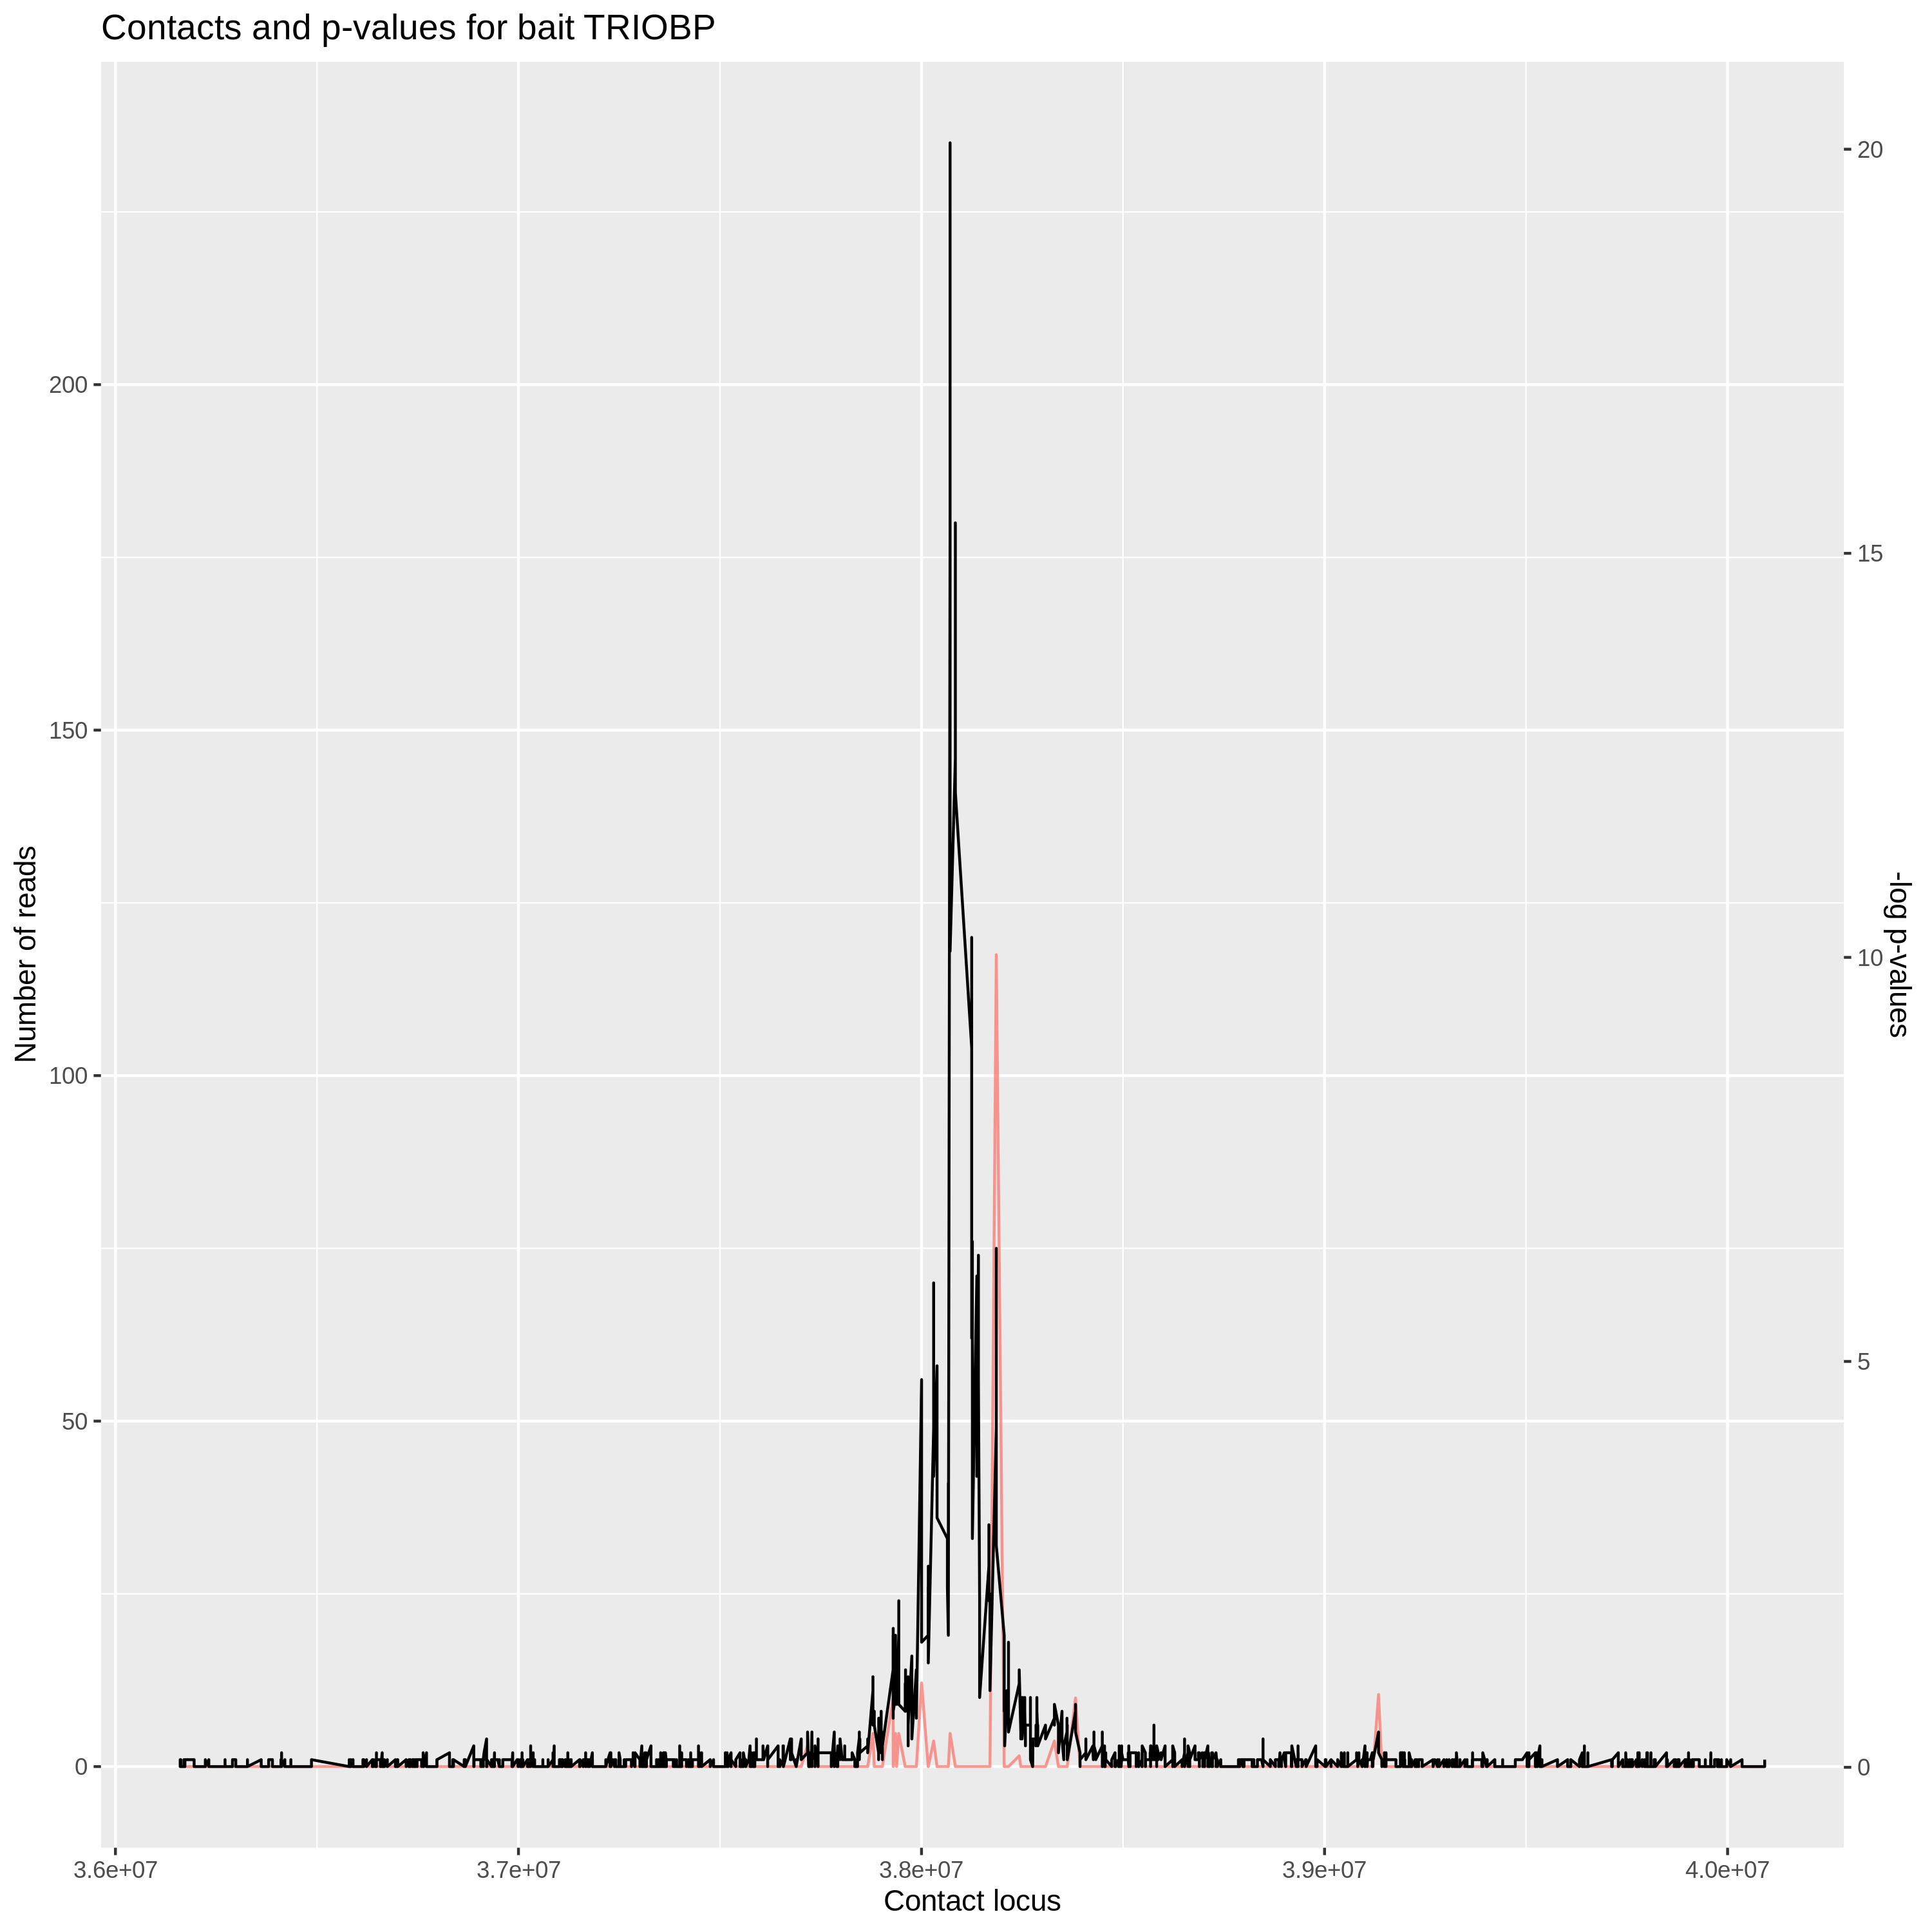 Contacts and p-values for bait TRIOBP
Number of reads
200
150
100
50
0
20
15
10
5
0
-log p-values
3.6e+07
3.7e+07
3.8e+07
3.9e+07
4.0e+07
Contact locus